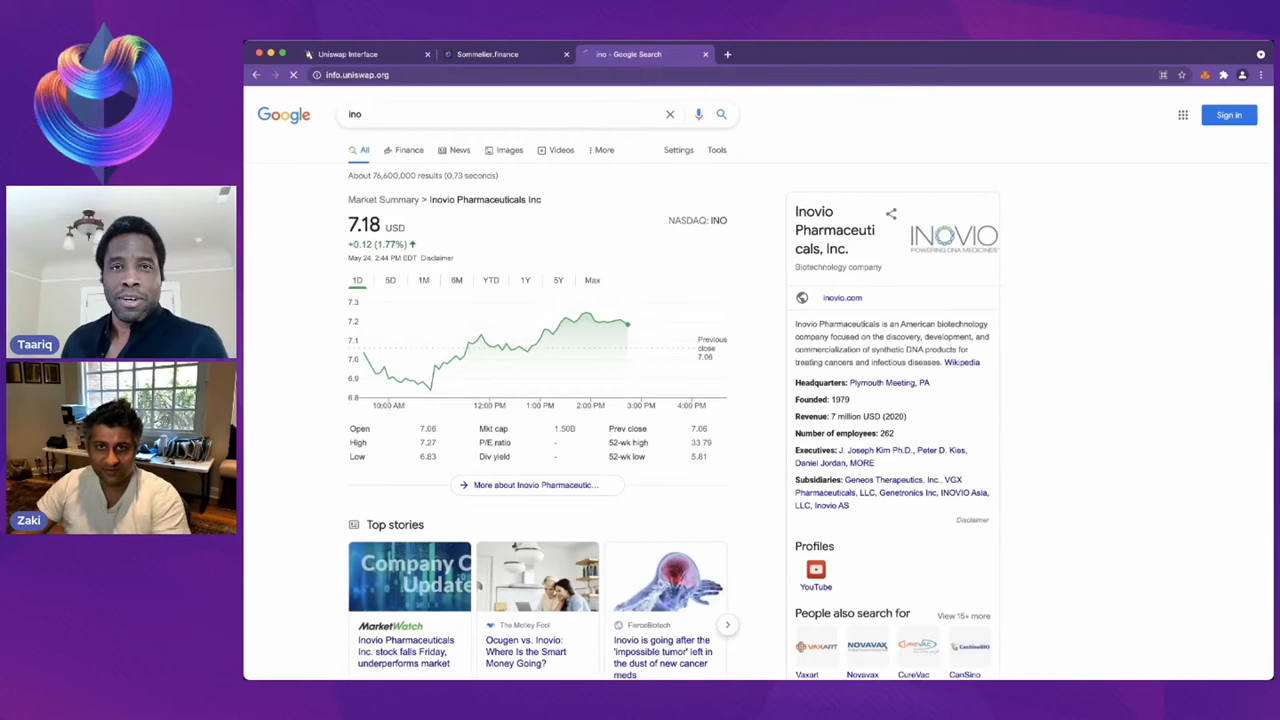 Uniswap Interface
Sommelier.finance
ino - Google Search
info.uniswap.org
Google
ino
Sign in
All
Finance
News
Images
Videos
More
Settings
Tools
About 76,600,000 results (0.73 seconds)
Market Summary > Inovio Pharmaceuticals Inc
7.18 USD
NASDAQ: INO
+0.12 (1.77%)
May 24, 2:44 PM EDT Disclaimer
1D
5D
1M
6M
YTD
1Y
5Y
Max
7.3
7.2
7.1
7.0
6.9
6.8
Previous
close
7.06
10:00 AM
12:00 PM
1:00 PM
2:00 PM
3:00 PM
4:00 PM
Open 7.06 Mkt cap 1.50B Prev close 7.06
High 7.27 P/E ratio - 52-wk high 33.79
Low 6.83 Div yield - 52-wk low 5.81
More about Inovio Pharmaceutic...
Top stories
Company C
Update
MarketWatch
Inovio Pharmaceuticals
Inc. stock falls Friday,
underperforms market
The Motley Fool
Ocugen vs. Inovio:
Where Is the Smart
Money Going?
FierceBiotech
Inovio is going after the
'impossible tumor' left in
the dust of new cancer
meds
Inovio
Pharmaceuti
cals, Inc.
Biotechnology company
INOVIO
POWERING DNA MEDICINES
inovio.com
Inovio Pharmaceuticals is an American biotechnology
company focused on the discovery, development, and
commercialization of synthetic DNA products for
treating cancers and infectious diseases. Wikipedia
Headquarters: Plymouth Meeting, PA
Founded: 1979
Revenue: 7 million USD (2020)
Number of employees: 262
Executives: J. Joseph Kim Ph.D., Peter D. Kies,
Daniel Jordan, MORE
Subsidiaries: Geneos Therapeutics, Inc., VGX
Pharmaceuticals, LLC, Genetronics Inc, INOVIO Asia,
LLC, Inovio AS
Disclaimer
Profiles
YouTube
People also search for
View 15+ more
VAXART
NOVAVAX
CUREVAC
CanSinoBIO
Vaxart
Novavax
CureVac
CanSino
Taariq
Zaki